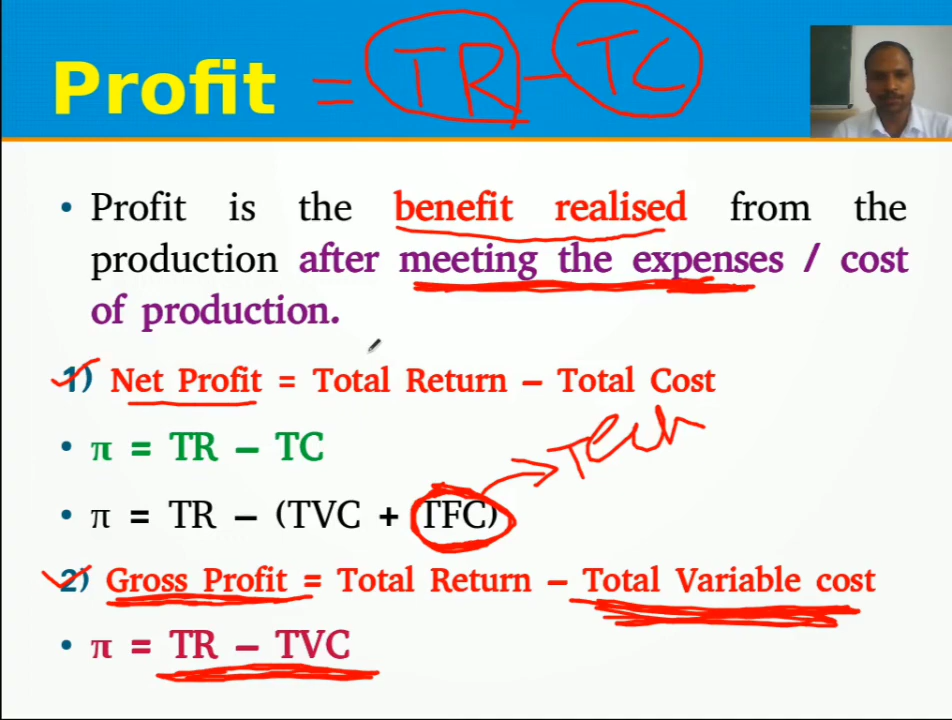 Profit = TR - TC
• Profit is the benefit realised from the
production after meeting the expenses / cost
of production.
1) Net Profit = Total Return – Total Cost
• π = TR – TC
Tech
• π = TR – (TVC + TFC)
2) Gross Profit = Total Return – Total Variable cost
• π = TR – TVC